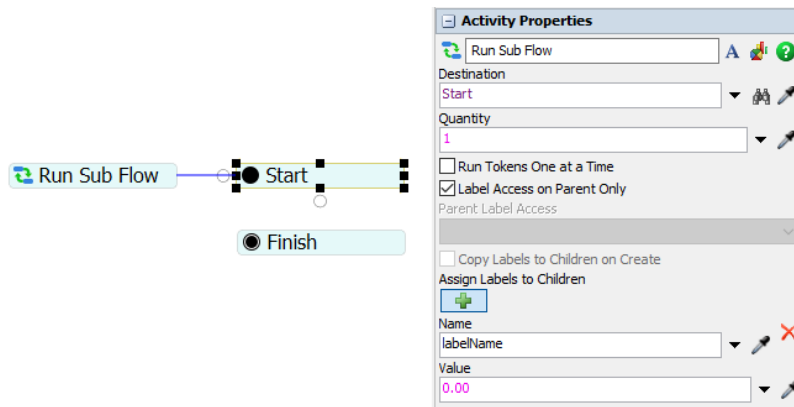 Run Sub Flow
Start
Finish
Activity Properties
Run Sub Flow
A
Destination
Start
Quantity
1
Run Tokens One at a Time
Label Access on Parent Only
Parent Label Access
Copy Labels to Children on Create
Assign Labels to Children
Name
labelName
Value
0.00